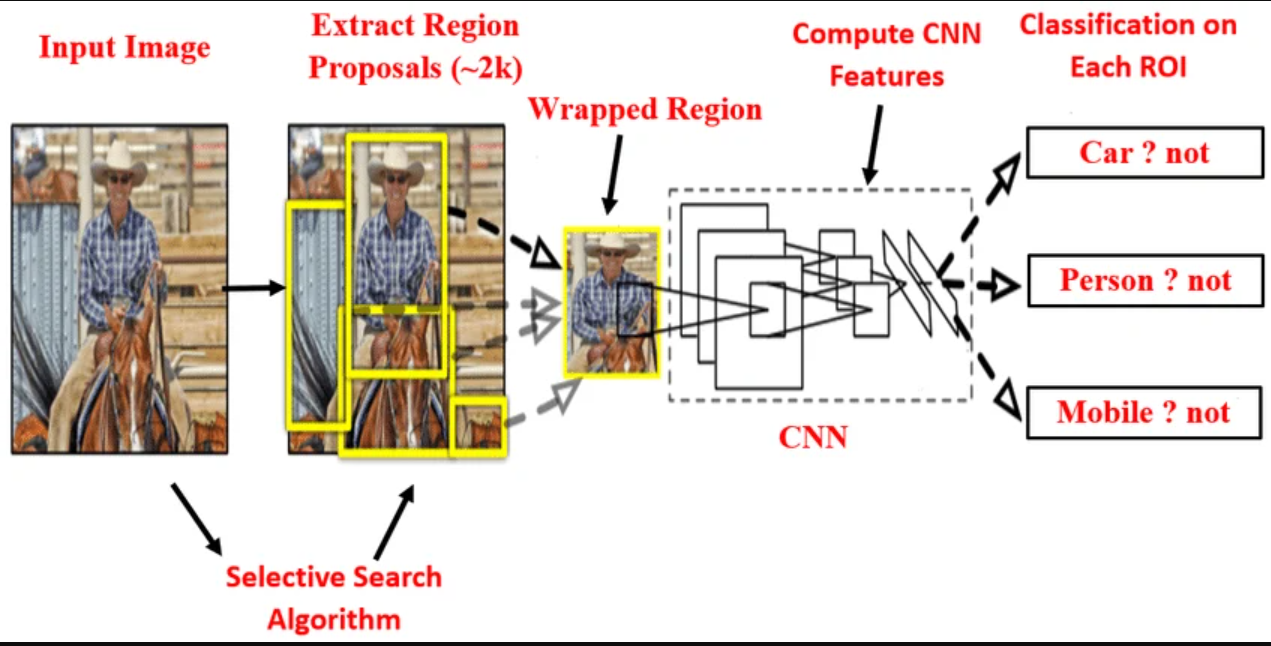 Input Image
Extract Region
Proposals (~2k)
Wrapped Region
Compute CNN
Features
Classification on
Each ROI
Car ? not
Person ? not
Mobile ? not
CNN
Selective Search
Algorithm